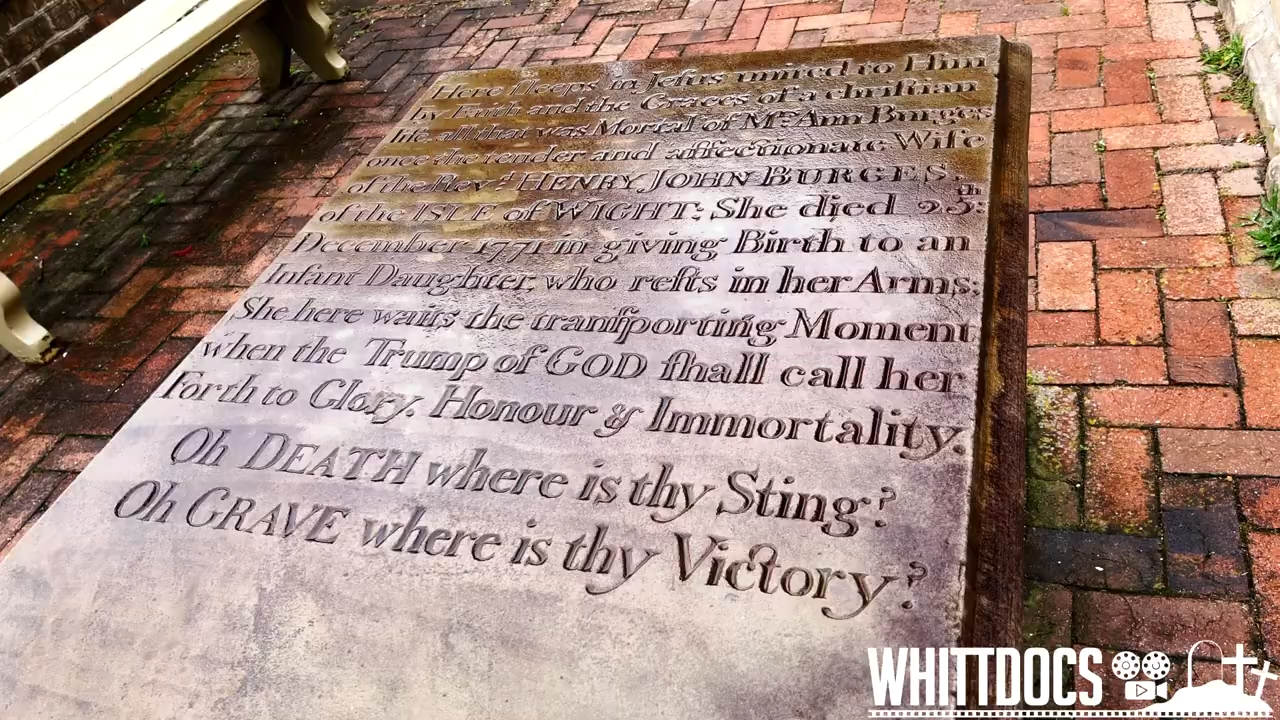 Here ſleeps in Jeſus united to Him
by Faith and the Graces of a chriſtian
life all that was Mortal of Mrs. Ann Burges
once the tender and affectionate Wife
of the Revd. HENRY JOHN BURGES.
of the ISLE of WIGHT: She died 25th:
December 1771 in giving Birth to an
Infant Daughter, who reſts in her Arms:
She here waits the tranſporting Moment
when the Trump of GOD ſhall call her
Forth to Glory, Honour & Immortality.
Oh DEATH where is thy Sting?
Oh GRAVE where is thy Victory?
WHITTDOCS